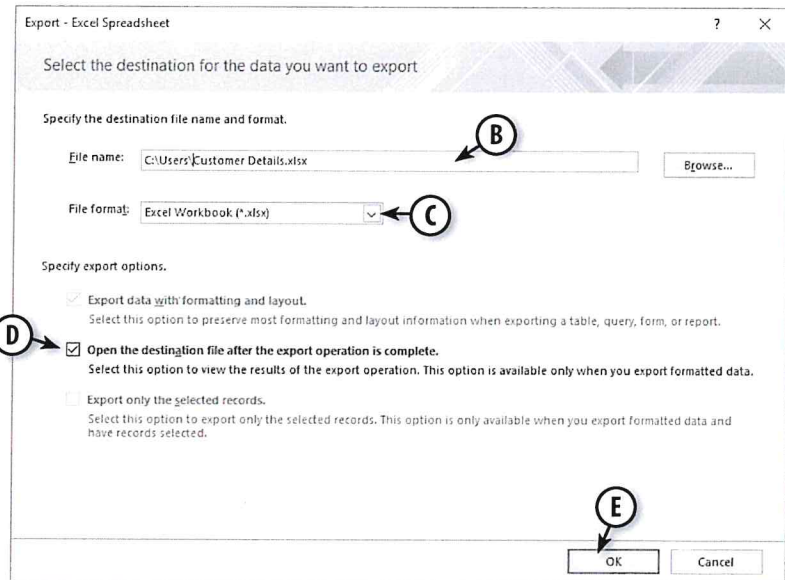 Export - Excel Spreadsheet
?
Select the destination for the data you want to export
Specify the destination file name and format.
B
File name: C:\Users\Customer Details.xlsx Browse...
File format: Excel Workbook (*.xlsx)
C
Specify export options.
Export data with formatting and layout.
Select this option to preserve most formatting and layout information when exporting a table, query, form, or report.
D
Open the destination file after the export operation is complete.
Select this option to view the results of the export operation. This option is available only when you export formatted data.
Export only the selected records.
Select this option to export only the selected records. This option is only available when you export formatted data and
have records selected.
E
OK Cancel